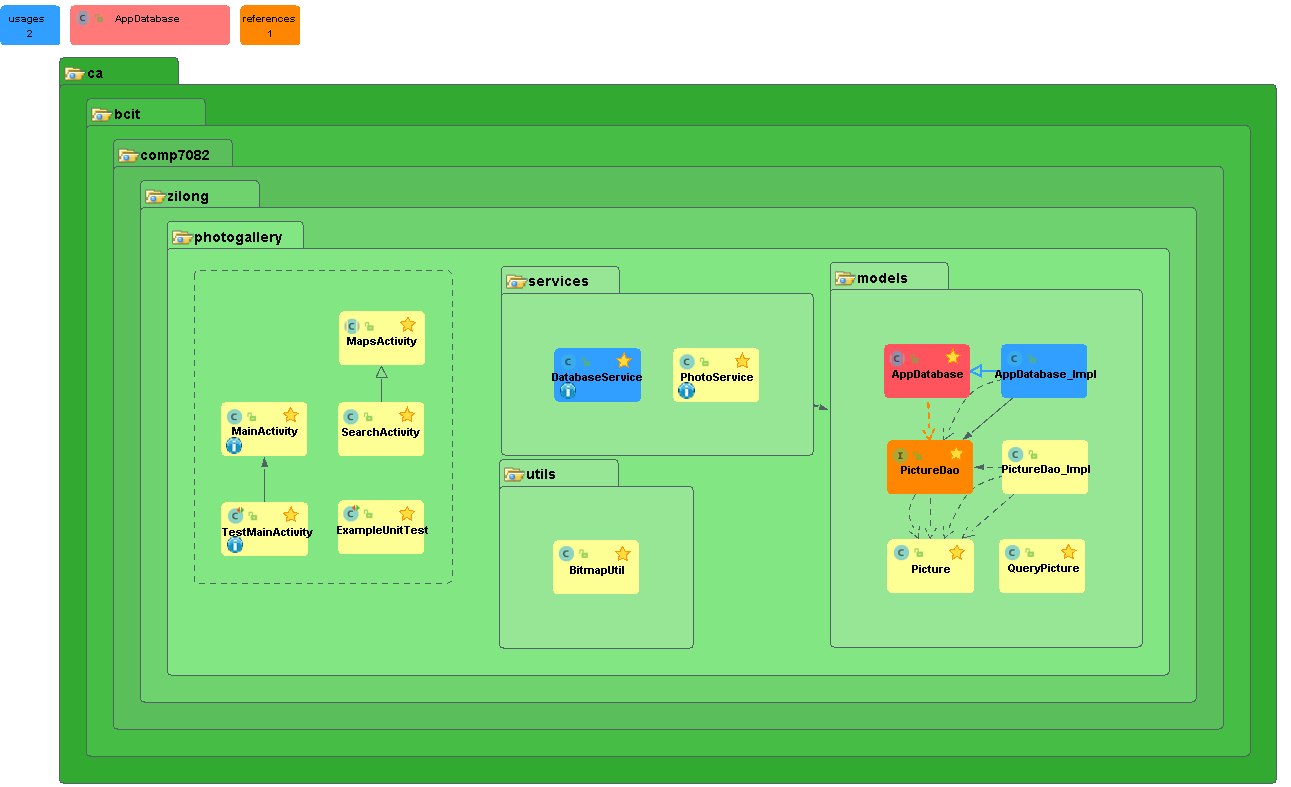 usages
2
C AppDatabase
references
1
ca
bcit
comp7082
zilong
photogallery
services
models
C
MapsActivity
C
DatabaseService
i
C
PhotoService
i
C
AppDatabase
C
AppDatabase_Impl
C
MainActivity
i
C
SearchActivity
I
PictureDao
C
PictureDao_Impl
utils
C
TestMainActivity
i
C
ExampleUnitTest
C
BitmapUtil
C
Picture
C
QueryPicture